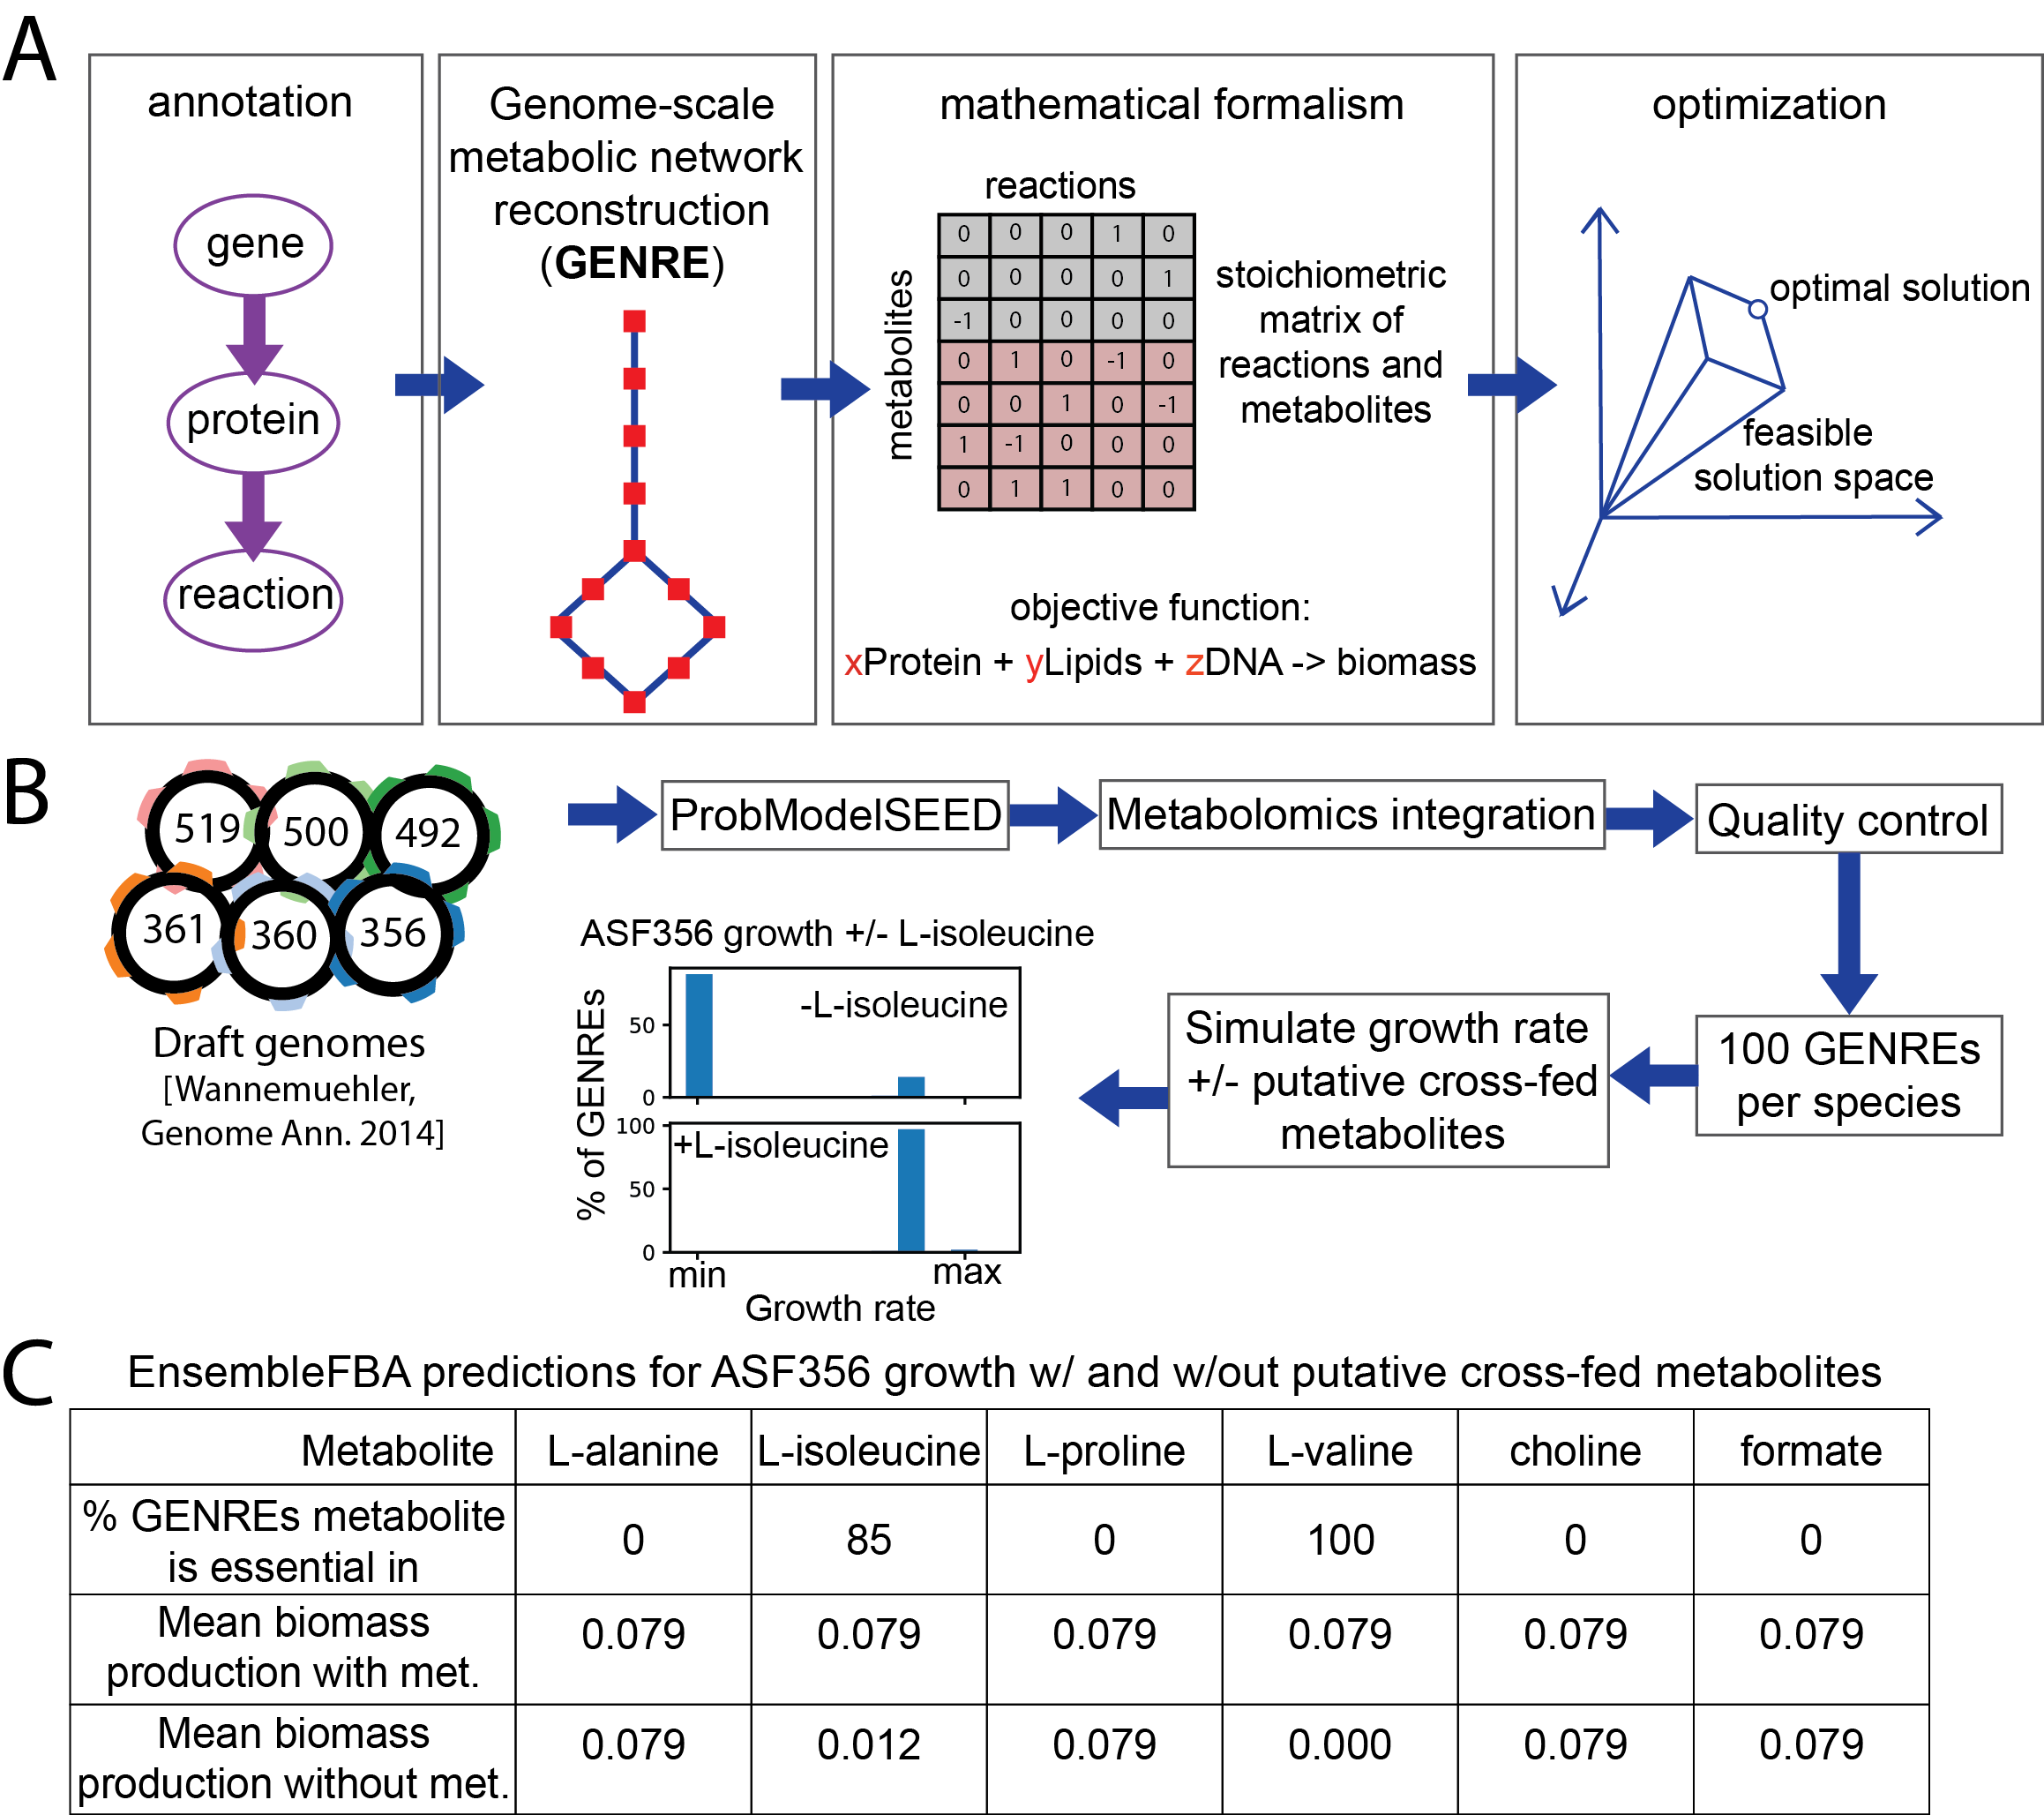 A
annotation
gene
protein
reaction
Genome-scale
metabolic network
reconstruction
(GENRE)
mathematical formalism
reactions
metabolites
0 0 0 1 0
0 0 0 0 1
-1 0 0 0 0
0 1 0 -1 0
0 0 1 0 -1
1 -1 0 0 0
0 1 1 0 0
stoichiometric
matrix of
reactions and
metabolites
objective function:
xProtein + yLipids + zDNA -> biomass
optimization
optimal solution
feasible
solution space
B
519 500 492
361 360 356
Draft genomes
[Wannemuehler,
Genome Ann. 2014]
ProbModelSEED
Metabolomics integration
Quality control
100 GENREs
per species
Simulate growth rate
+/- putative cross-fed
metabolites
ASF356 growth +/- L-isoleucine
% of GENREs
50
0
-L-isoleucine
100
50
0
+L-isoleucine
min max
Growth rate
C
EnsembleFBA predictions for ASF356 growth w/ and w/out putative cross-fed metabolites
Metabolite L-alanine L-isoleucine L-proline L-valine choline formate
% GENREs metabolite
is essential in
0 85 0 100 0 0
Mean biomass
production with met.
0.079 0.079 0.079 0.079 0.079 0.079
Mean biomass
production without met.
0.079 0.012 0.079 0.000 0.079 0.079